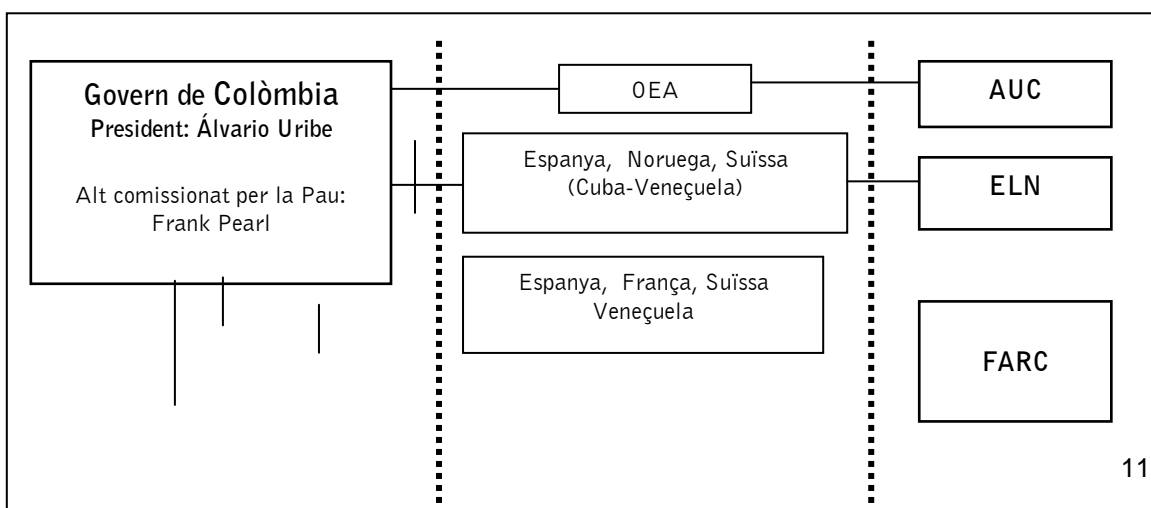 Govern de Colòmbia
President: Álvario Uribe
Alt comissionat per la Pau:
Frank Pearl
OEA
Espanya, Noruega, Suïssa
(Cuba-Veneçuela)
Espanya, França, Suïssa
Veneçuela
AUC
ELN
FARC
11